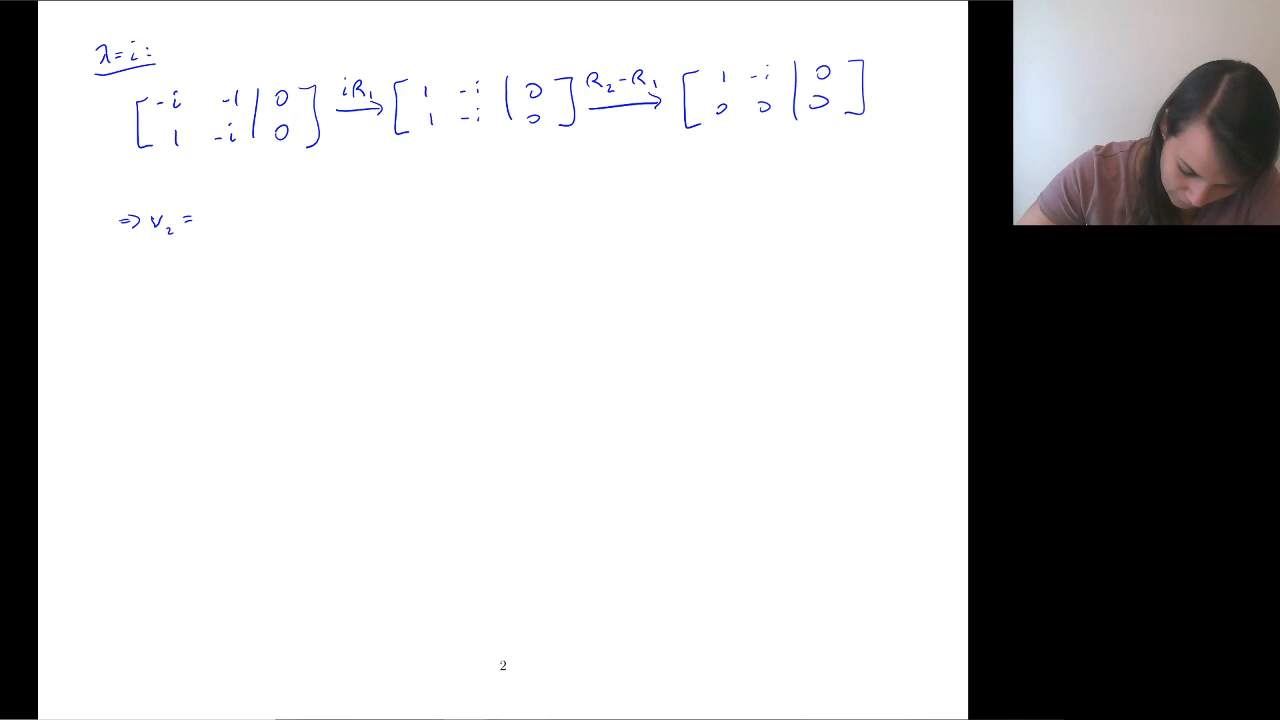 λ=i:
[-i -1 | 0; 1 -i | 0] →(iR₁) [1 -i | 0; 1 -i | 0] →(R₂-R₁) [1 -i | 0; 0 0 | 0]
⇒ v₂ =
2